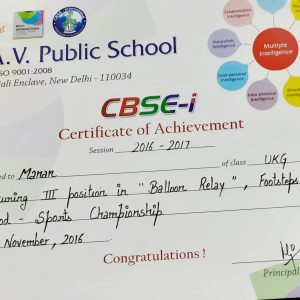 A.V. Public School
ISO 9001:2008
ali Enclave, New Delhi - 110034
Naturalistic Intelligence
Multiple Intelligence
Intra personal Intelligence
Inter-personal Intelligence
CBSE-i
Certificate of Achievement
Session 2016 - 2017
d to Manan of class UKG
uring III position in "Balloon Relay", Footsteps
od - Sports Championship
November, 2016
Congratulations !
Principal